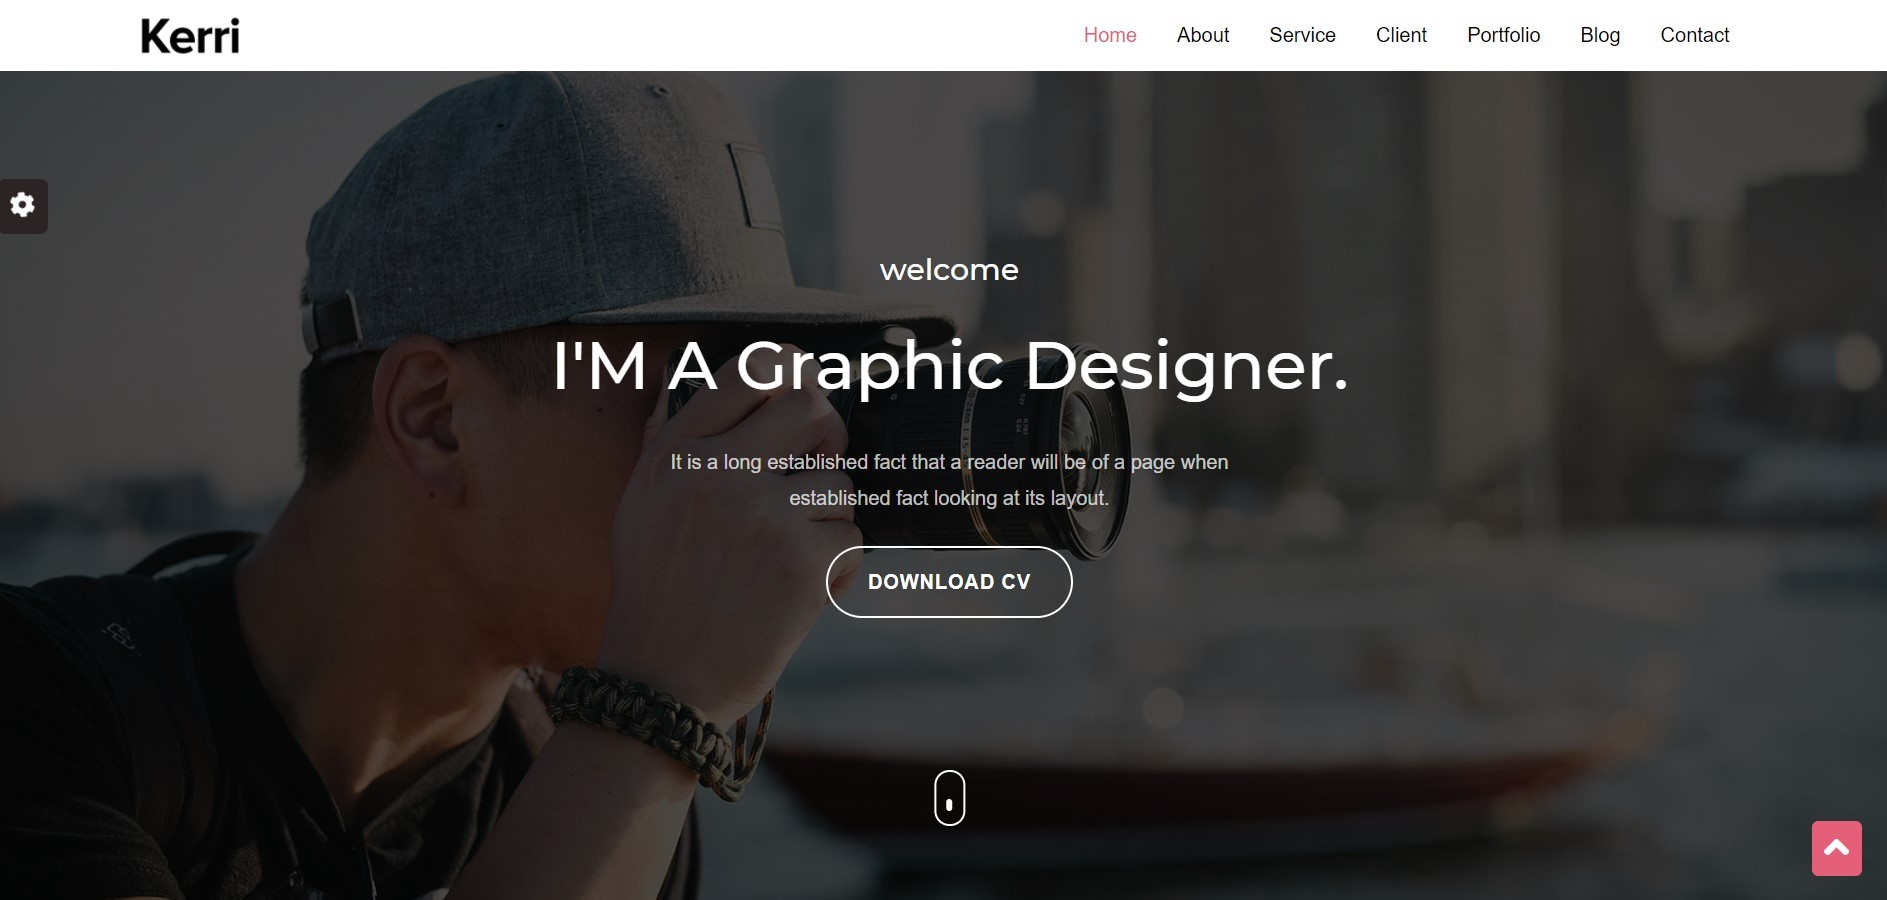 Kerri
Home About Service Client Portfolio Blog Contact
welcome
I'M A Graphic Designer.
It is a long established fact that a reader will be of a page when
established fact looking at its layout.
DOWNLOAD CV